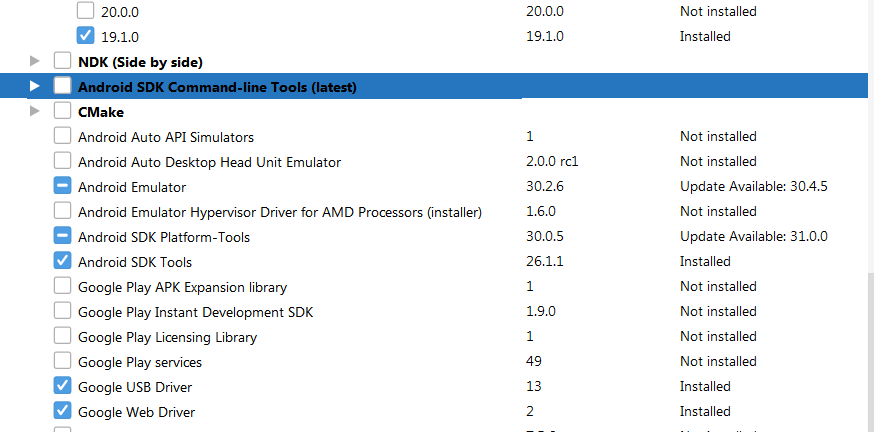 20.0.0 20.0.0 Not installed
19.1.0 19.1.0 Installed
NDK (Side by side)
Android SDK Command-line Tools (latest)
CMake
Android Auto API Simulators 1 Not installed
Android Auto Desktop Head Unit Emulator 2.0.0 rc1 Not installed
Android Emulator 30.2.6 Update Available: 30.4.5
Android Emulator Hypervisor Driver for AMD Processors (installer) 1.6.0 Not installed
Android SDK Platform-Tools 30.0.5 Update Available: 31.0.0
Android SDK Tools 26.1.1 Installed
Google Play APK Expansion library 1 Not installed
Google Play Instant Development SDK 1.9.0 Not installed
Google Play Licensing Library 1 Not installed
Google Play services 49 Not installed
Google USB Driver 13 Installed
Google Web Driver 2 Installed